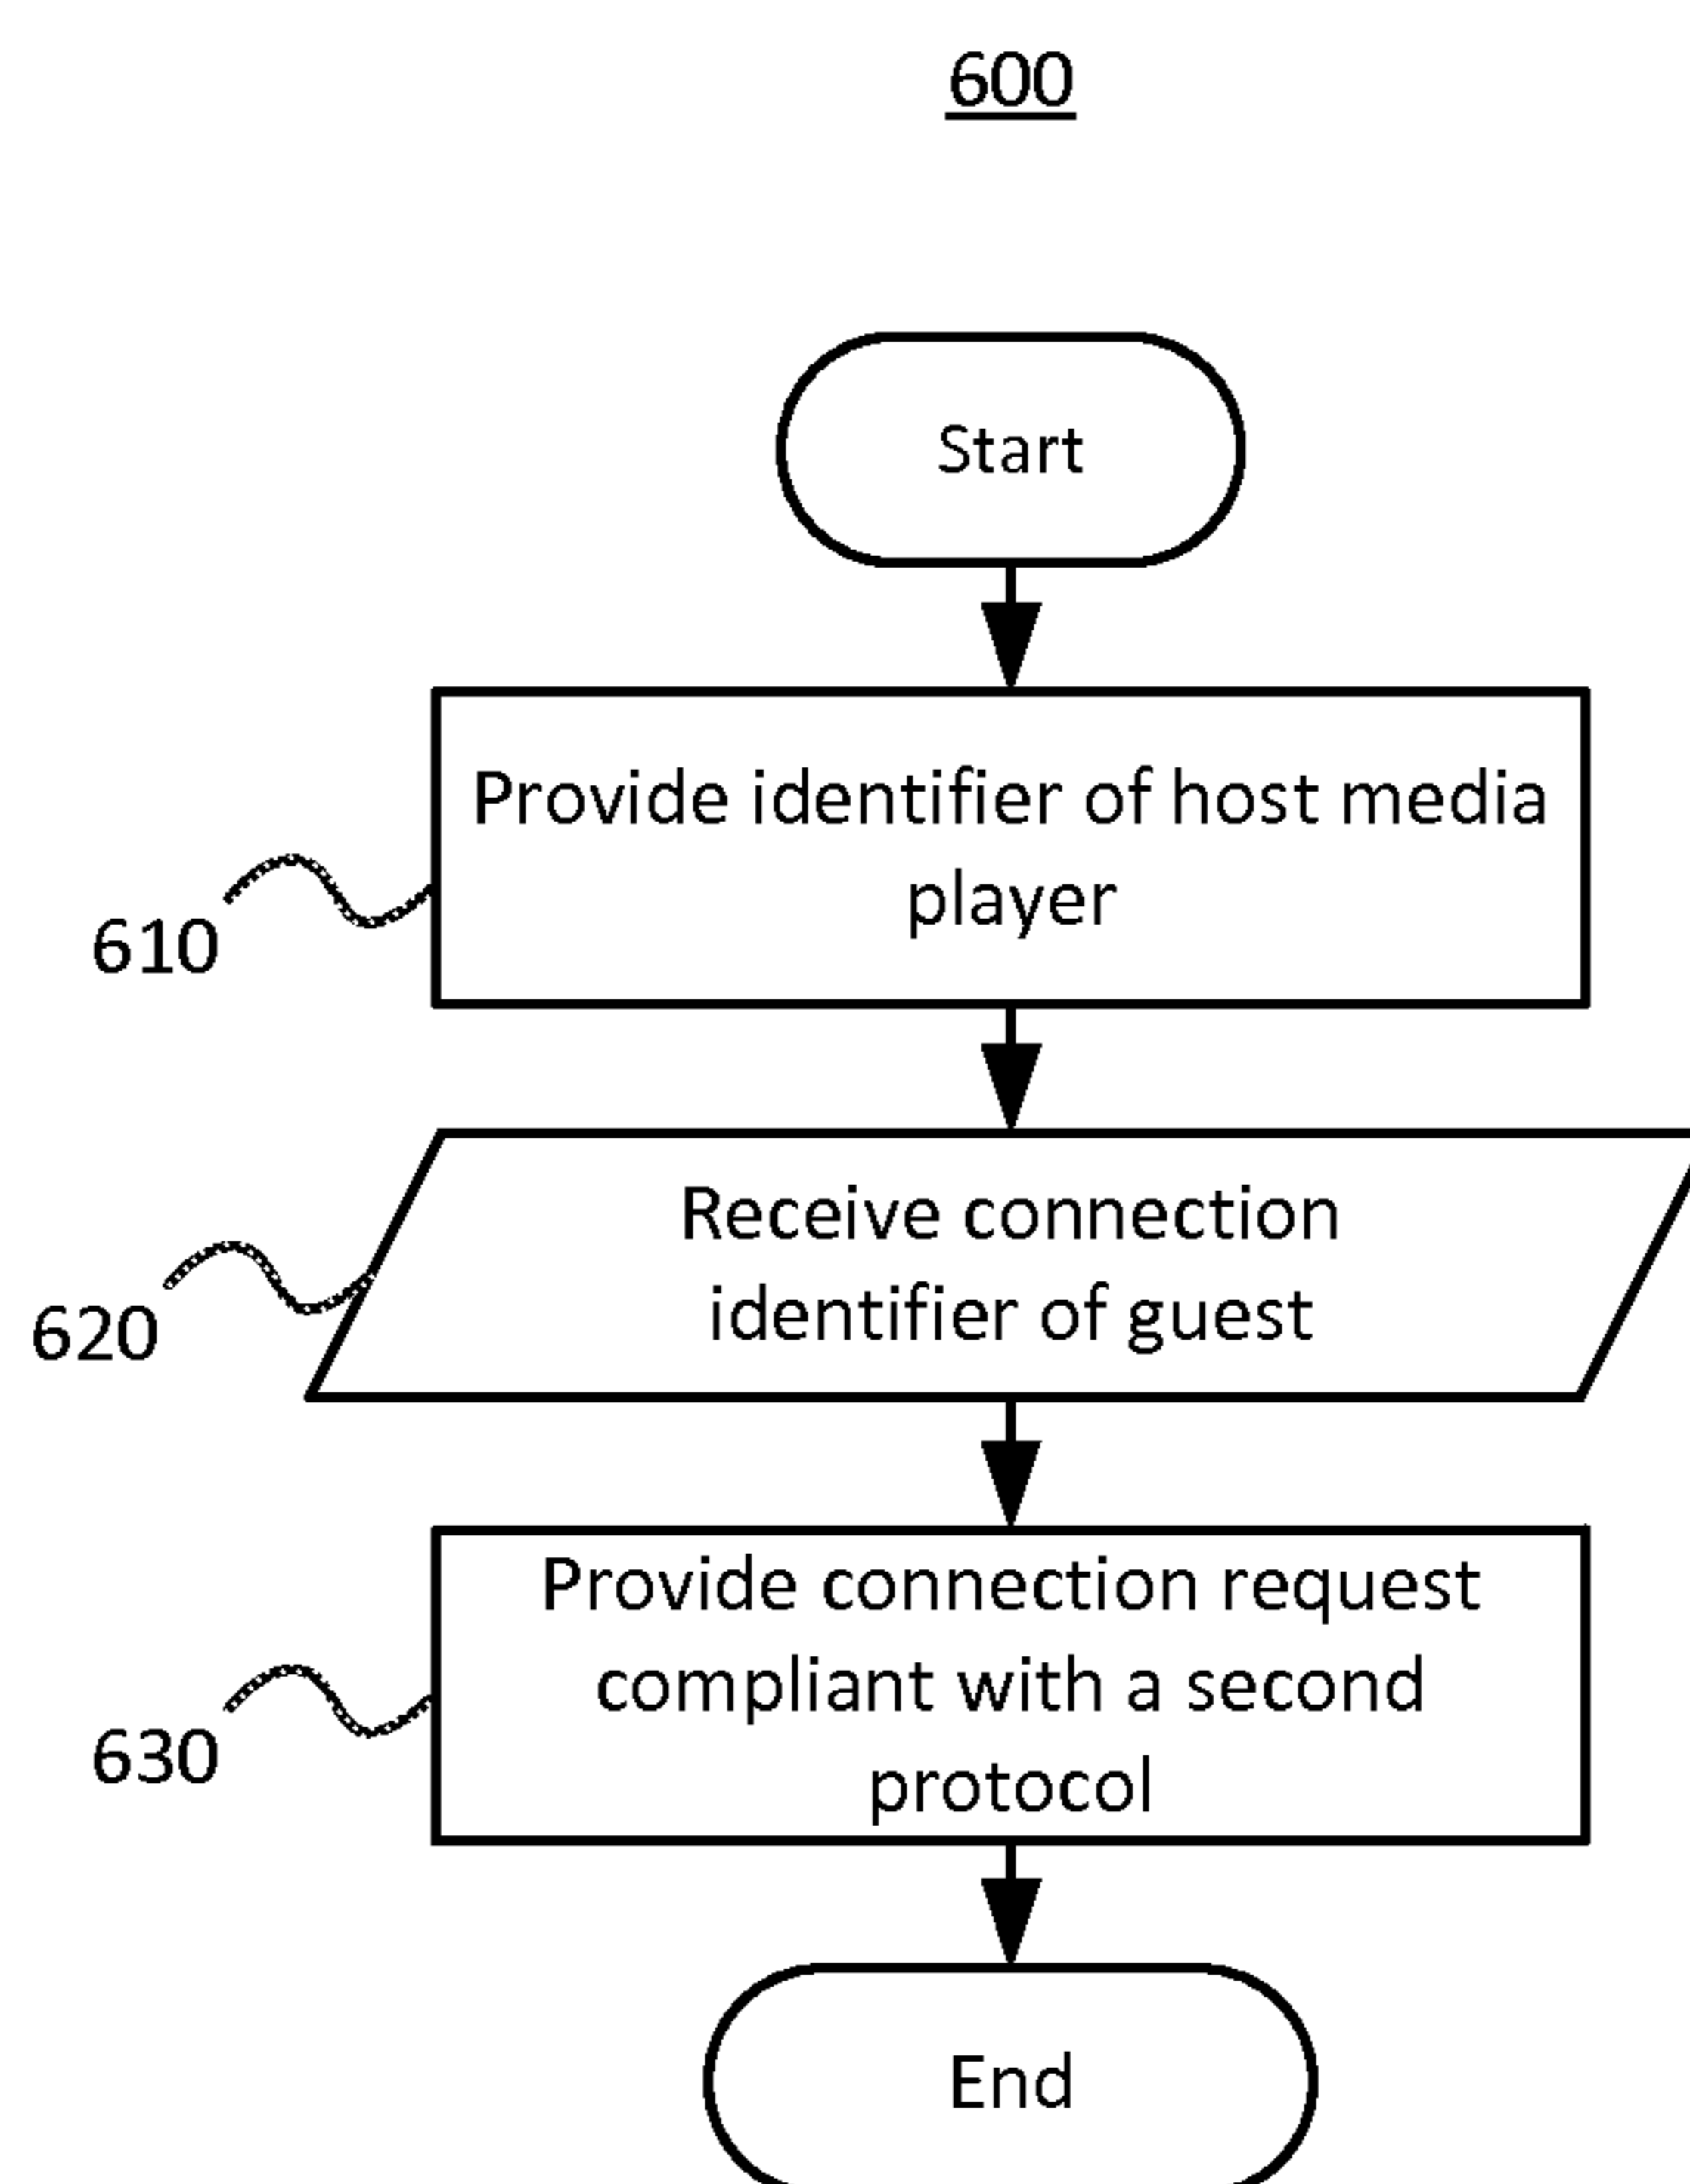 600
Start
Provide identifier of host media
player
610
Receive connection
identifier of guest
620
Provide connection request
compliant with a second
protocol
630
End